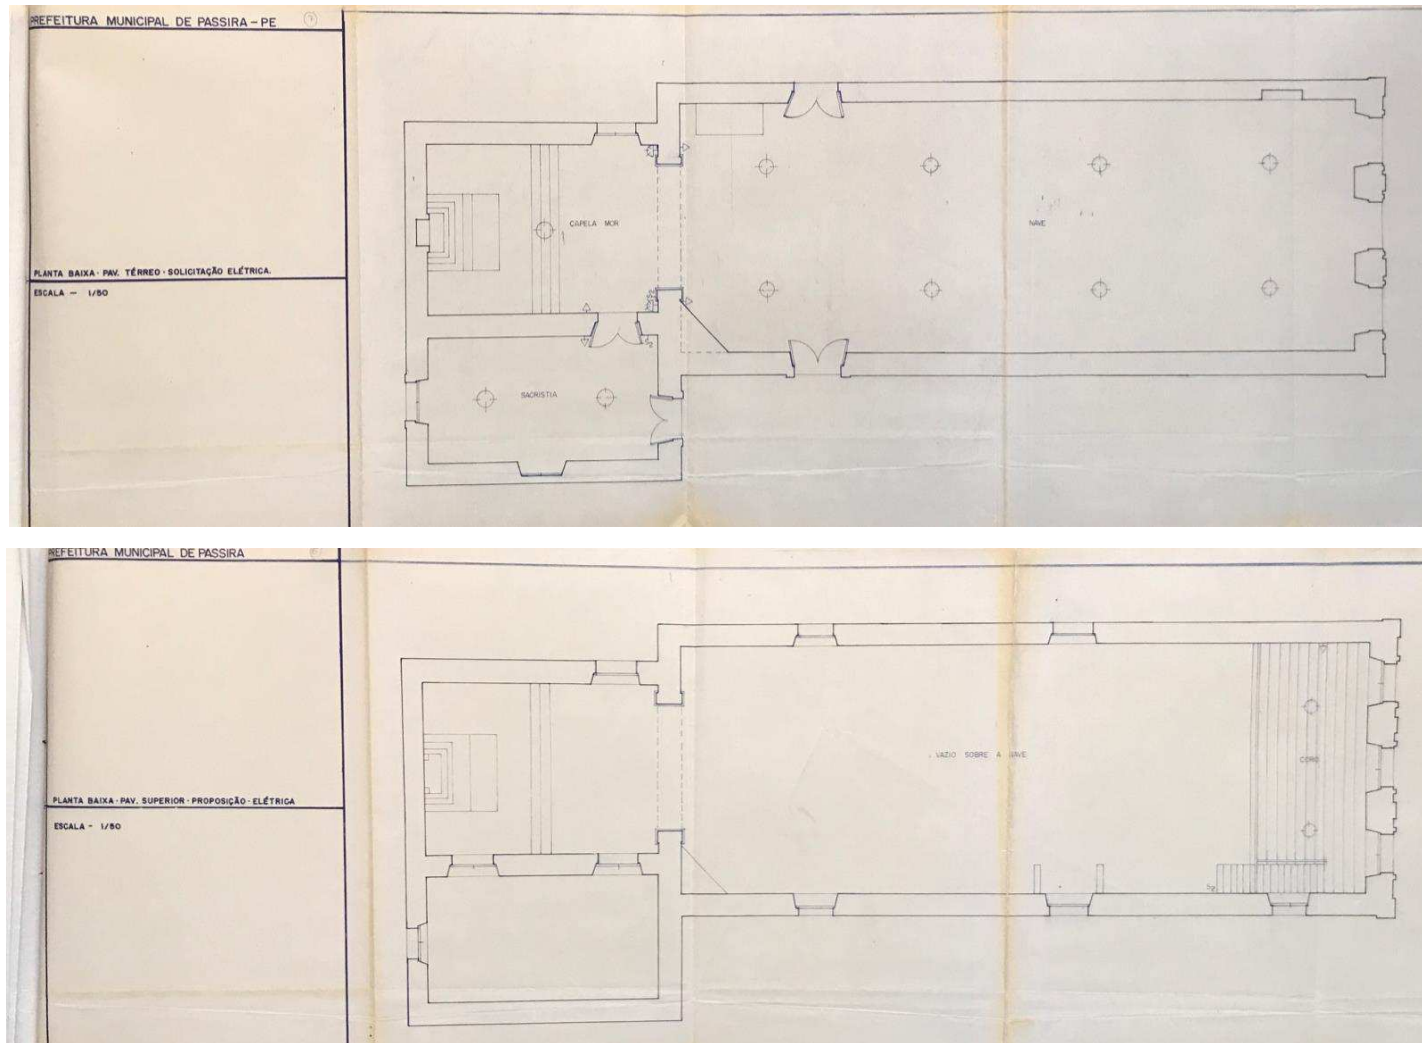 PREFEITURA MUNICIPAL DE PASSIRA - PE
PLANTA BAIXA · PAV. TÉRREO · SOLICITAÇÃO ELÉTRICA.
ESCALA — 1/50
CAPELA MOR
NAVE
SACRISTIA
PREFEITURA MUNICIPAL DE PASSIRA
PLANTA BAIXA · PAV. SUPERIOR · PROPOSIÇÃO · ELÉTRICA
ESCALA - 1/50
VAZIO SOBRE A NAVE
CORO